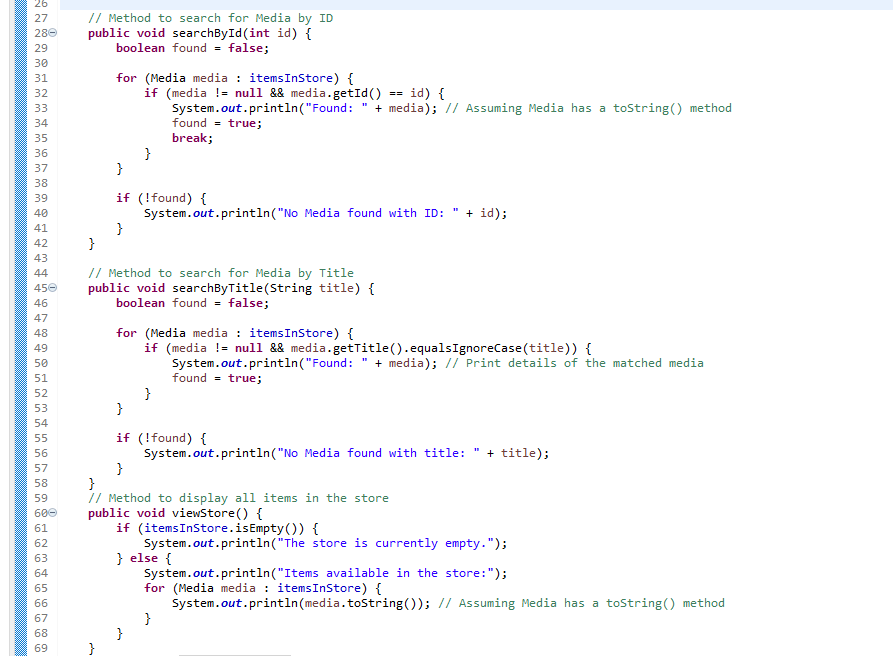 26
27     // Method to search for Media by ID
28     public void searchById(int id) {
29         boolean found = false;
30
31         for (Media media : itemsInStore) {
32             if (media != null && media.getId() == id) {
33                 System.out.println("Found: " + media); // Assuming Media has a toString() method
34                 found = true;
35                 break;
36             }
37         }
38
39         if (!found) {
40             System.out.println("No Media found with ID: " + id);
41         }
42     }
43
44     // Method to search for Media by Title
45     public void searchByTitle(String title) {
46         boolean found = false;
47
48         for (Media media : itemsInStore) {
49             if (media != null && media.getTitle().equalsIgnoreCase(title)) {
50                 System.out.println("Found: " + media); // Print details of the matched media
51                 found = true;
52             }
53         }
54
55         if (!found) {
56             System.out.println("No Media found with title: " + title);
57         }
58     }
59     // Method to display all items in the store
60     public void viewStore() {
61         if (itemsInStore.isEmpty()) {
62             System.out.println("The store is currently empty.");
63         } else {
64             System.out.println("Items available in the store:");
65             for (Media media : itemsInStore) {
66                 System.out.println(media.toString()); // Assuming Media has a toString() method
67             }
68         }
69     }